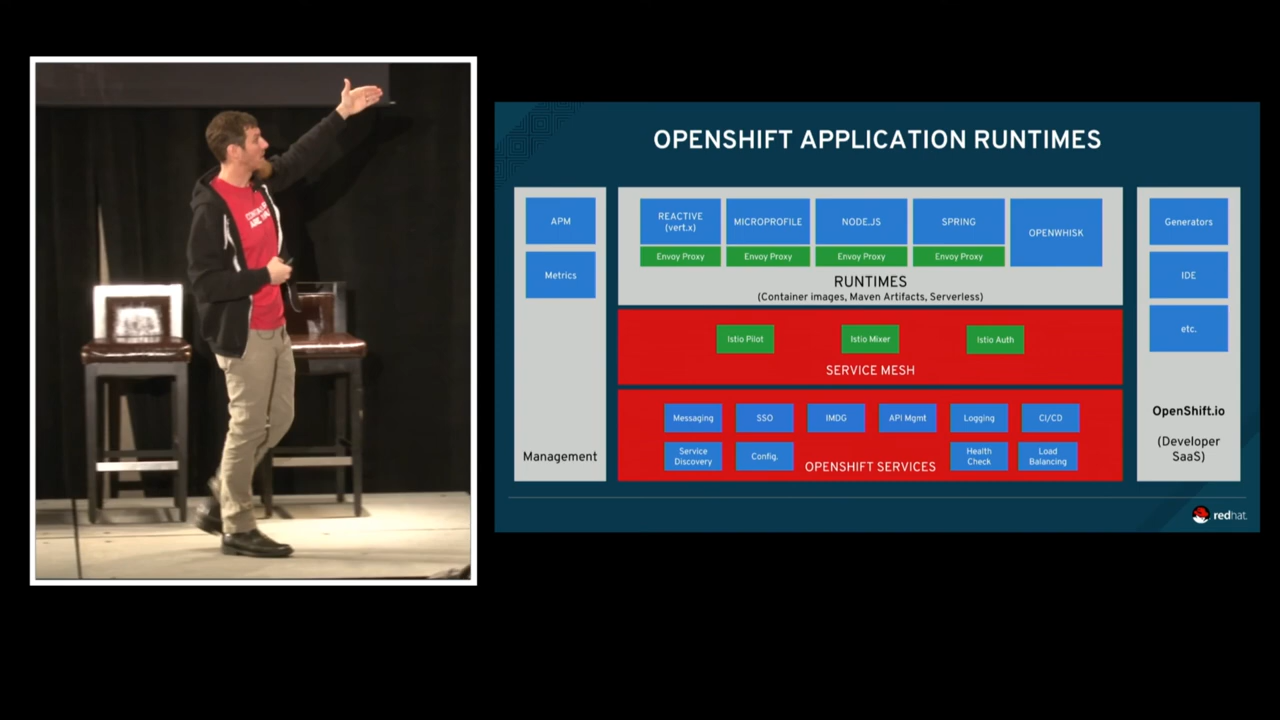 OPENSHIFT APPLICATION RUNTIMES
APM
Metrics
Management
REACTIVE
(vert.x)
MICROPROFILE
NODE.JS
SPRING
OPENWHISK
Envoy Proxy
Envoy Proxy
Envoy Proxy
Envoy Proxy
RUNTIMES
(Container images, Maven Artifacts, Serverless)
Istio Pilot
Istio Mixer
Istio Auth
SERVICE MESH
Messaging
SSO
IMDG
API Mgmt
Logging
CI/CD
Service
Discovery
Config.
Health
Check
Load
Balancing
OPENSHIFT SERVICES
Generators
IDE
etc.
OpenShift.io
(Developer
SaaS)
redhat.